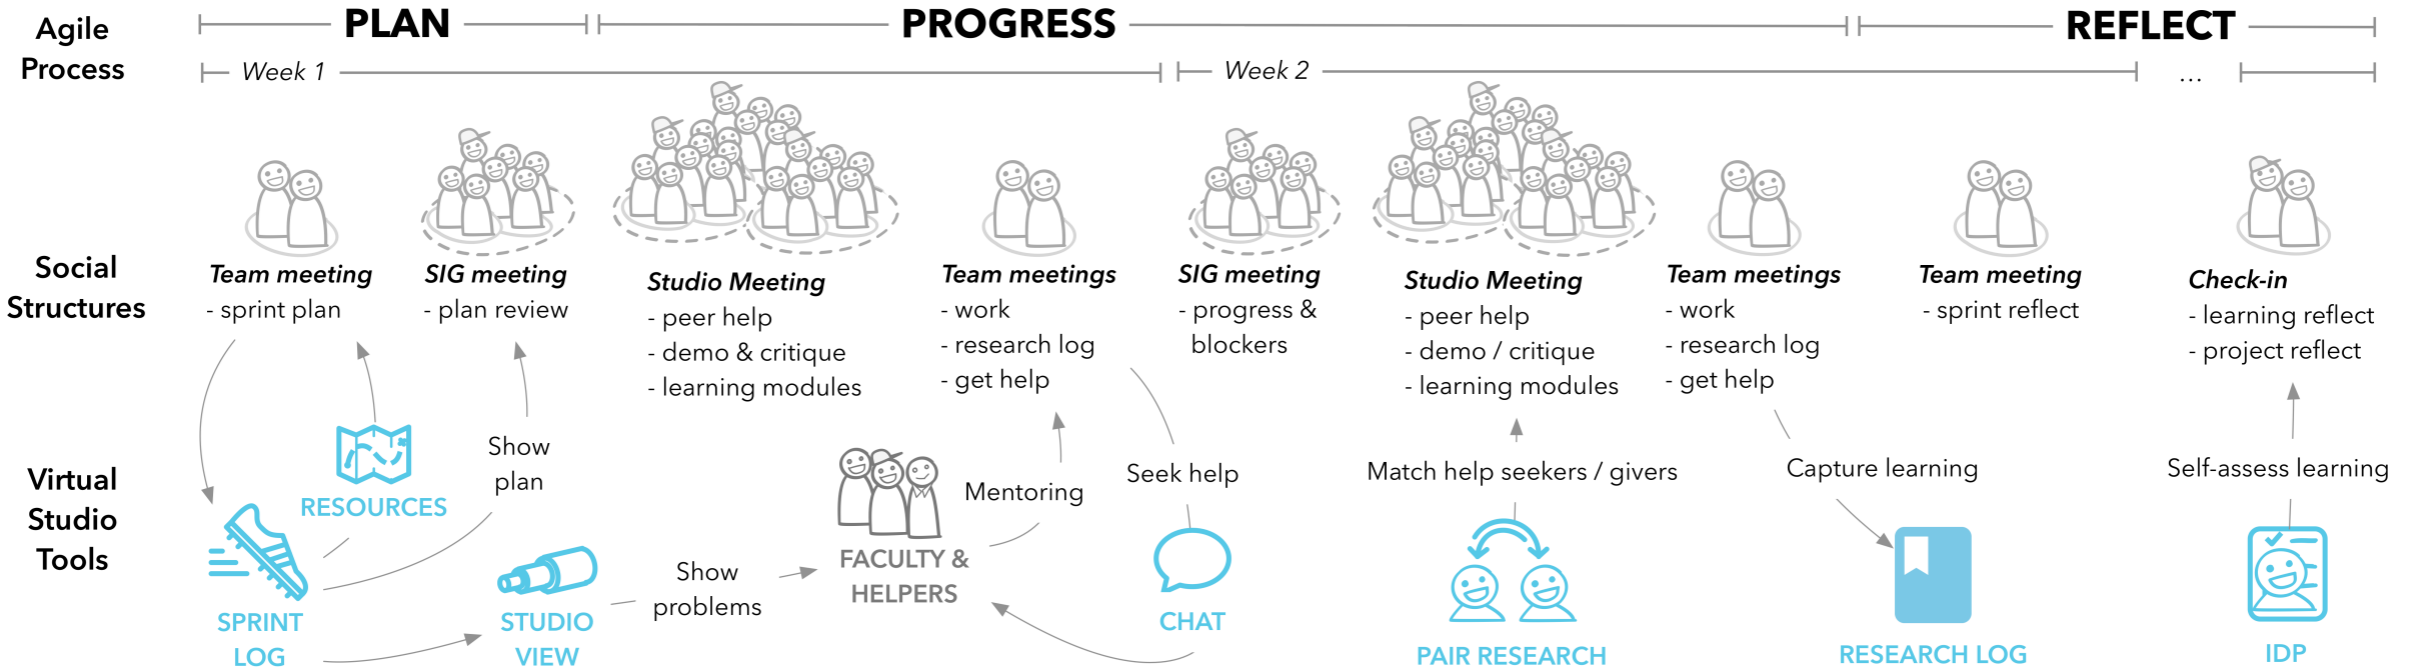 Agile
Process
PLAN
PROGRESS
REFLECT
Week 1
Week 2
...
Social
Structures
Team meeting
- sprint plan
SIG meeting
- plan review
Studio Meeting
- peer help
- demo & critique
- learning modules
Team meetings
- work
- research log
- get help
SIG meeting
- progress &
blockers
Studio Meeting
- peer help
- demo / critique
- learning modules
Team meetings
- work
- research log
- get help
Team meeting
- sprint reflect
Check-in
- learning reflect
- project reflect
Virtual
Studio
Tools
RESOURCES
Show
plan
SPRINT
LOG
STUDIO
VIEW
Show
problems
FACULTY &
HELPERS
Mentoring
Seek help
CHAT
Match help seekers / givers
PAIR RESEARCH
Capture learning
RESEARCH LOG
Self-assess learning
IDP